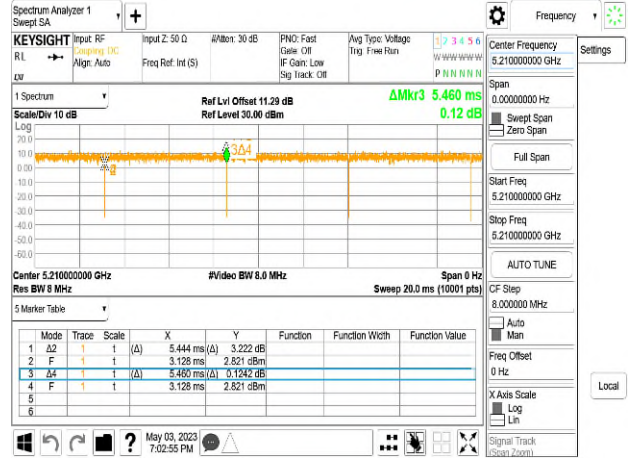 Spectrum Analyzer 1
Swept SA
Frequency
Settings
KEYSIGHT
RL
Input: RF
Coupling: DC
Align: Auto
Input Z: 50 Ω
Freq Ref: Int (S)
#Atten: 30 dB
PNO: Fast
Gate: Off
IF Gain: Low
Sig Track: Off
Avg Type: Voltage
Trig: Free Run
1 2 3 4 5 6
W W W W W W
P N N N N N
1 Spectrum
Scale/Div 10 dB
Ref Lvl Offset 11.29 dB
Ref Level 30.00 dBm
ΔMkr3 5.460 ms
0.12 dB
Log
20.0
10.0
0.00
-10.0
-20.0
-30.0
-40.0
-50.0
-60.0
3Δ4
Center 5.210000000 GHz
Res BW 8 MHz
#Video BW 8.0 MHz
Span 0 Hz
Sweep 20.0 ms (10001 pts)
5 Marker Table
Mode Trace Scale X Y Function Function Width Function Value
1 Δ2 1 t (Δ) 5.444 ms (Δ) 3.222 dB
2 F 1 t 3.128 ms 2.821 dBm
3 Δ4 1 t (Δ) 5.460 ms (Δ) 0.1242 dB
4 F 1 t 3.128 ms 2.821 dBm
5
6
May 03, 2023
7:02:55 PM
Center Frequency
5.210000000 GHz
Span
0.00000000 Hz
Swept Span
Zero Span
Full Span
Start Freq
5.210000000 GHz
Stop Freq
5.210000000 GHz
AUTO TUNE
CF Step
8.000000 MHz
Auto
Man
Freq Offset
0 Hz
X Axis Scale
Log
Lin
Signal Track
(Span Zoom)
Local